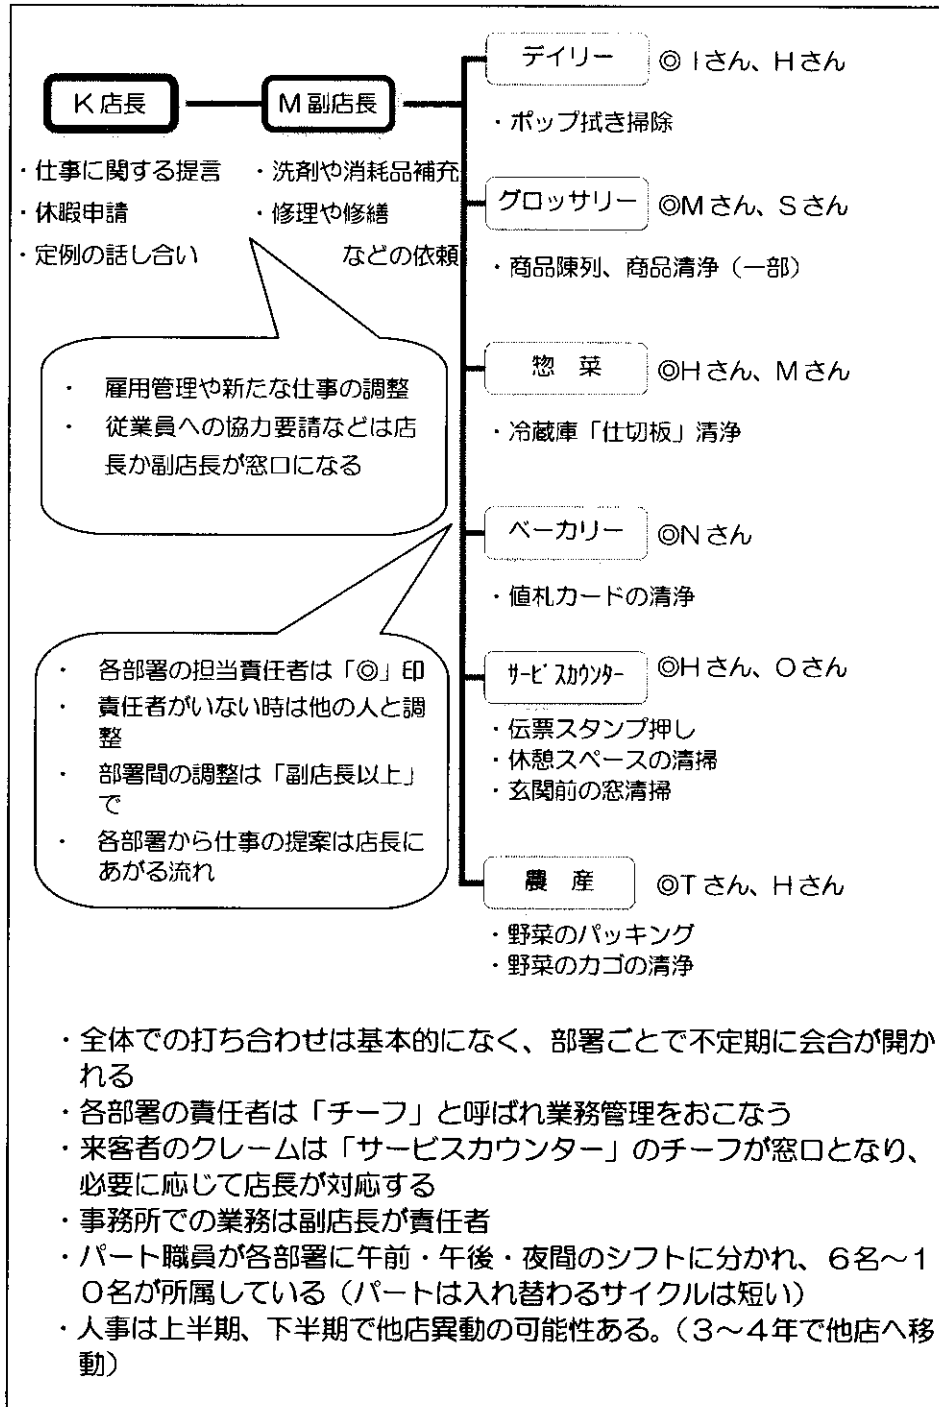 K店長
M副店長
・仕事に関する提言
・休暇申請
・定例の話し合い
・洗剤や消耗品補充
・修理や修繕
などの依頼
・ 雇用管理や新たな仕事の調整
・ 従業員への協力要請などは店
長か副店長が窓口になる
・ 各部署の担当責任者は「◎」印
・ 責任者がいない時は他の人と調
整
・ 部署間の調整は「副店長以上」
で
・ 各部署から仕事の提案は店長に
あがる流れ
デイリー ◎Iさん、Hさん
・ポップ拭き掃除
グロッサリー ◎Mさん、Sさん
・商品陳列、商品清浄（一部）
惣 菜 ◎Hさん、Mさん
・冷蔵庫「仕切板」清浄
ベーカリー ◎Nさん
・値札カードの清浄
サービスカウンター ◎Hさん、Oさん
・伝票スタンプ押し
・休憩スペースの清掃
・玄関前の窓清掃
農 産 ◎Tさん、Hさん
・野菜のパッキング
・野菜のカゴの清浄
・全体での打ち合わせは基本的になく、部署ごとで不定期に会合が開か
れる
・各部署の責任者は「チーフ」と呼ばれ業務管理をおこなう
・来客者のクレームは「サービスカウンター」のチーフが窓口となり、
必要に応じて店長が対応する
・事務所での業務は副店長が責任者
・パート職員が各部署に午前・午後・夜間のシフトに分かれ、６名～１
０名が所属している（パートは入れ替わるサイクルは短い）
・人事は上半期、下半期で他店異動の可能性ある。（３～４年で他店へ移
動）